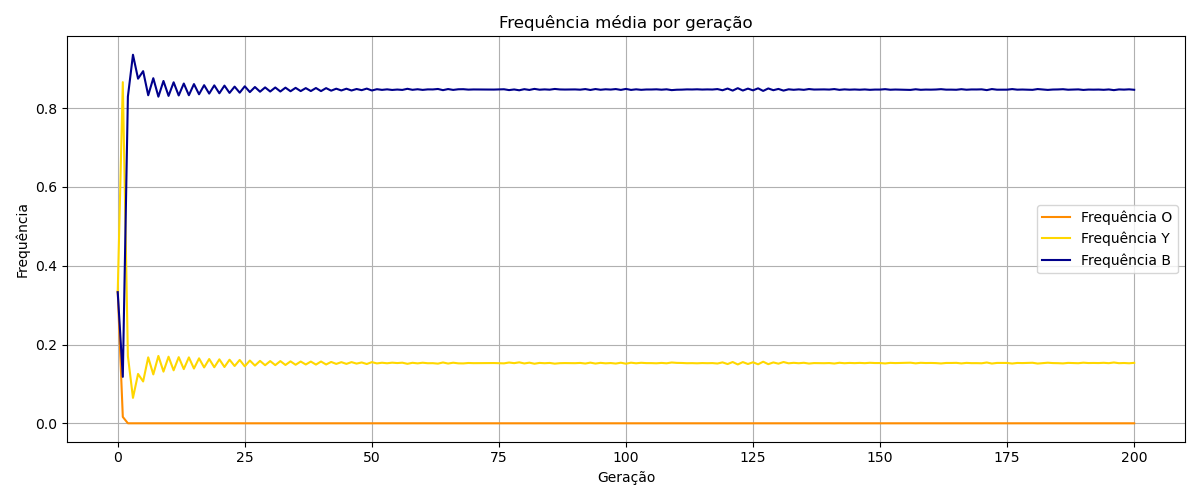 Frequência média por geração
Frequência
0.8
0.6
0.4
0.2
0.0
0 25 50 75 100 125 150 175 200
Geração
Frequência O
Frequência Y
Frequência B